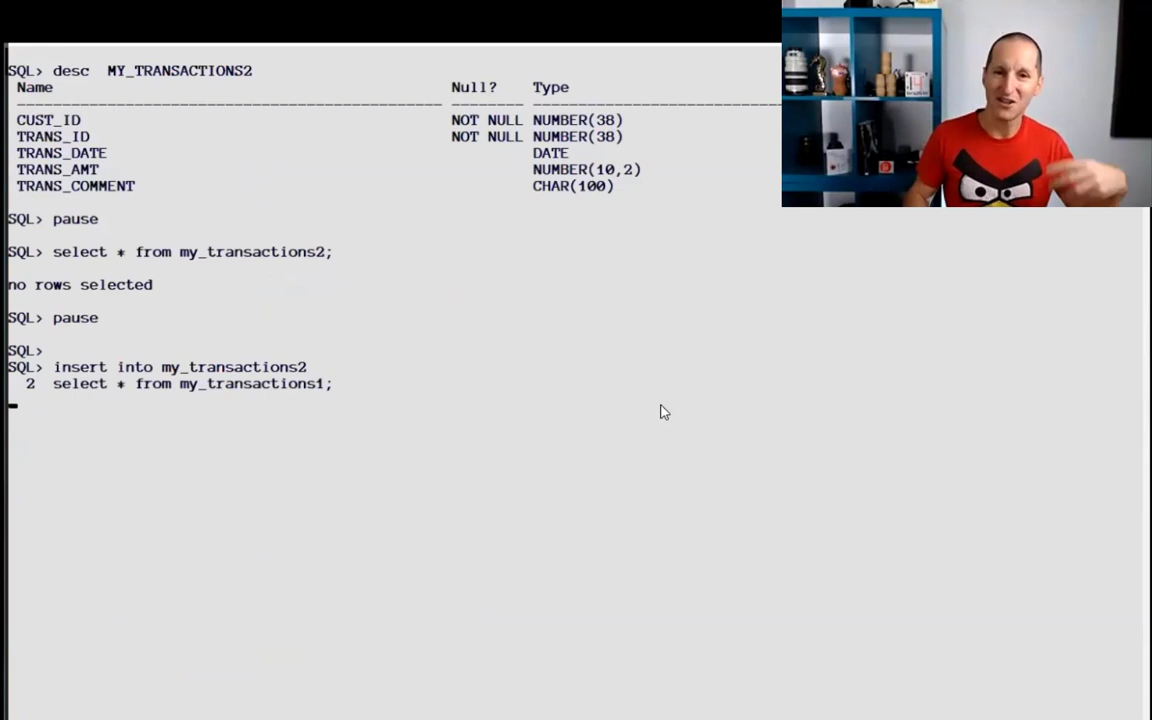 SQL> desc  MY_TRANSACTIONS2
Name Null? Type
CUST_ID NOT NULL NUMBER(38)
TRANS_ID NOT NULL NUMBER(38)
TRANS_DATE DATE
TRANS_AMT NUMBER(10,2)
TRANS_COMMENT CHAR(100)
SQL> pause
SQL> select * from my_transactions2;
no rows selected
SQL> pause
SQL>
SQL> insert into my_transactions2
2  select * from my_transactions1;